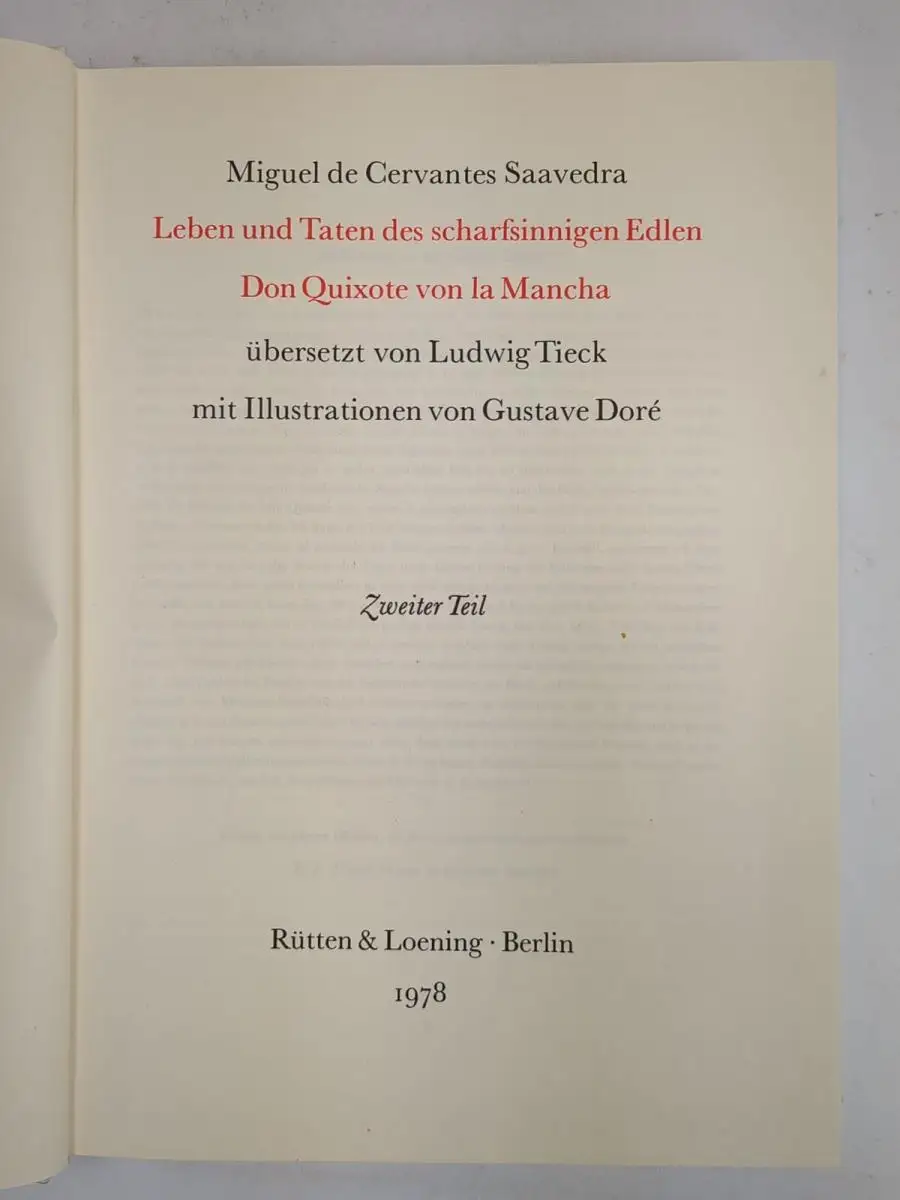 Miguel de Cervantes Saavedra
Leben und Taten des scharfsinnigen Edlen
Don Quixote von la Mancha
übersetzt von Ludwig Tieck
mit Illustrationen von Gustave Doré
Zweiter Teil
Rütten & Loening · Berlin
1978